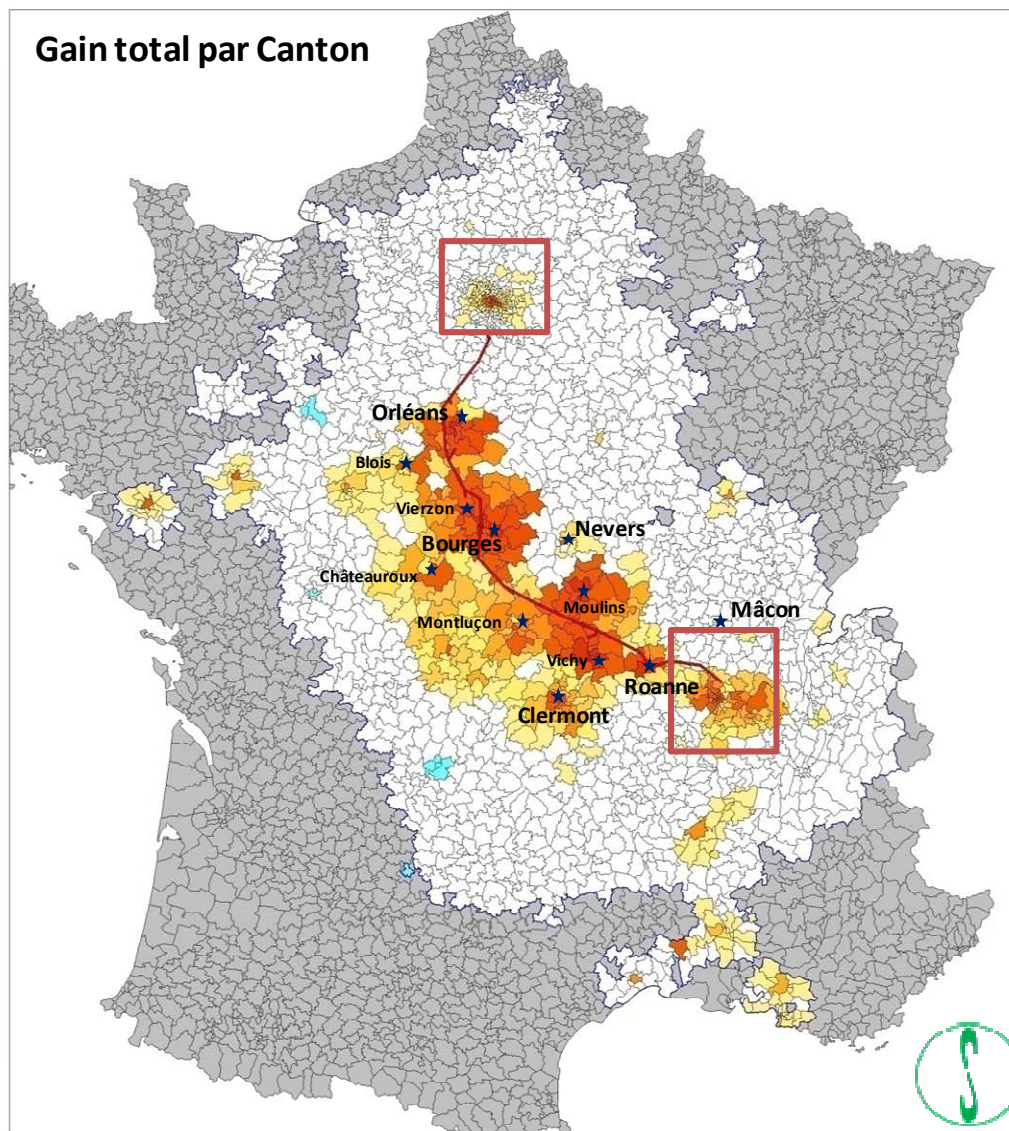 Gain total par Canton
Orléans
Blois
Vierzon
Nevers
Bourges
Châteauroux
Moulins
Mâcon
Montluçon
Vichy
Roanne
Clermont